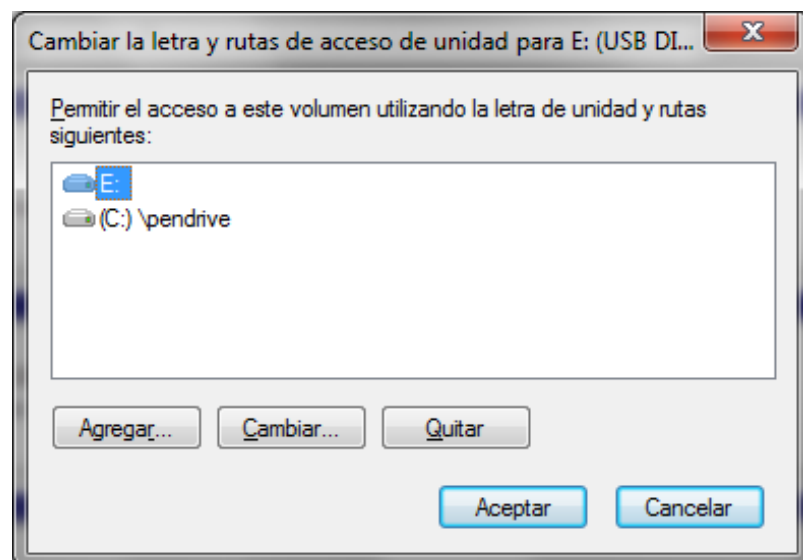 Cambiar la letra y rutas de acceso de unidad para E: (USB DI...
Permitir el acceso a este volumen utilizando la letra de unidad y rutas
siguientes:
E:
(C:) \pendrive
Agregar... Cambiar... Quitar
Aceptar Cancelar